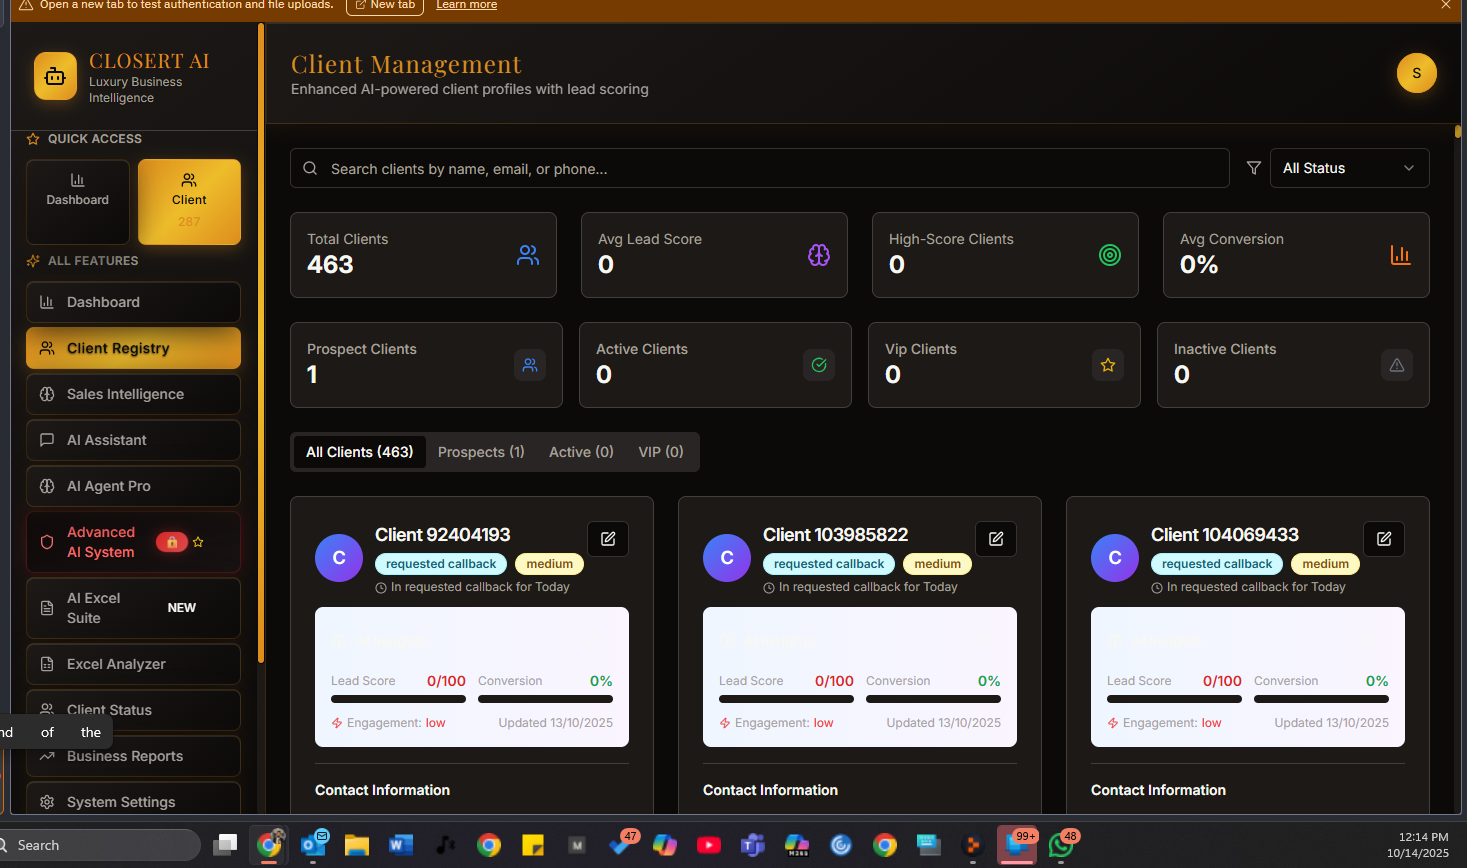 Open a new tab to test authentication and file uploads. New tab Learn more
CLOSERT AI
Luxury Business
Intelligence
Client Management
Enhanced AI-powered client profiles with lead scoring
S
QUICK ACCESS
Dashboard
Client
287
ALL FEATURES
Dashboard
Client Registry
Sales Intelligence
AI Assistant
AI Agent Pro
Advanced
AI System
AI Excel
Suite
NEW
Excel Analyzer
Client Status
nd of the
Business Reports
System Settings
Search clients by name, email, or phone...
All Status
Total Clients
463
Avg Lead Score
0
High-Score Clients
0
Avg Conversion
0%
Prospect Clients
1
Active Clients
0
Vip Clients
0
Inactive Clients
0
All Clients (463) Prospects (1) Active (0) VIP (0)
C
Client 92404193
requested callback medium
In requested callback for Today
Lead Score 0/100 Conversion 0%
Engagement: low Updated 13/10/2025
Contact Information
C
Client 103985822
requested callback medium
In requested callback for Today
Lead Score 0/100 Conversion 0%
Engagement: low Updated 13/10/2025
Contact Information
C
Client 104069433
requested callback medium
In requested callback for Today
Lead Score 0/100 Conversion 0%
Engagement: low Updated 13/10/2025
Contact Information
Search
M
47
M365
99+
48
12:14 PM
10/14/2025